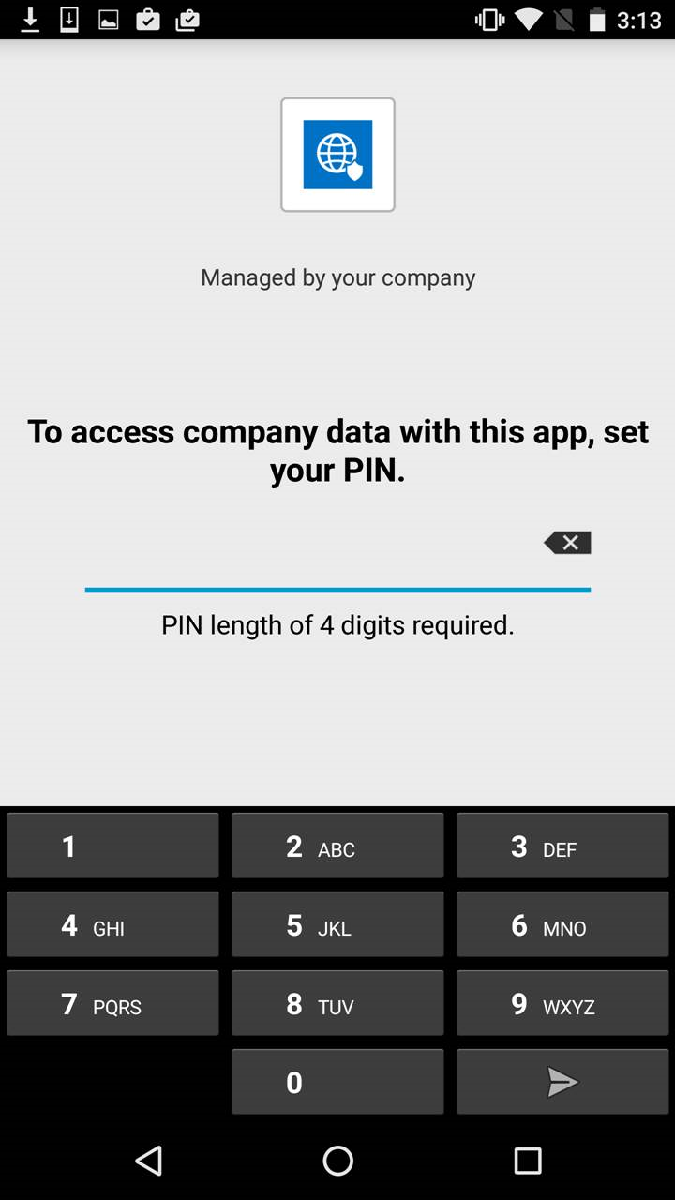 3:13
Managed by your company
To access company data with this app, set
your PIN.
PIN length of 4 digits required.
1 2 ABC 3 DEF
4 GHI 5 JKL 6 MNO
7 PQRS 8 TUV 9 WXYZ
0